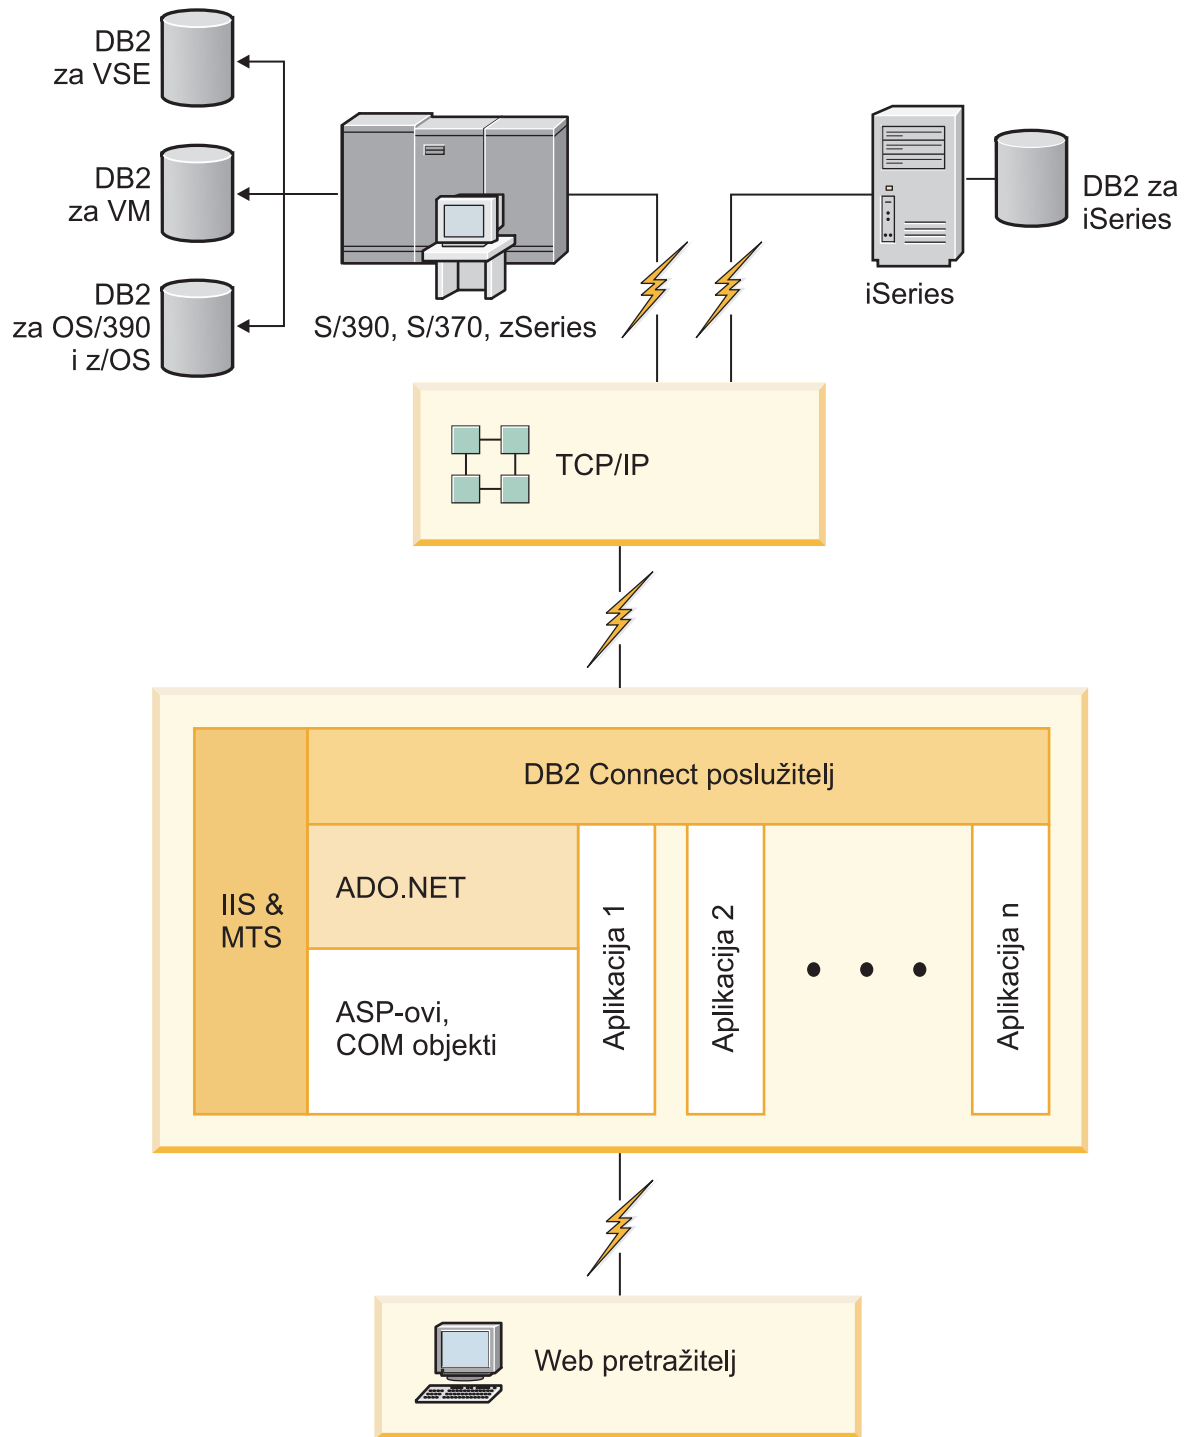 DB2
za VSE
DB2
za VM
DB2
za OS/390
i z/OS
S/390, S/370, zSeries
iSeries
DB2 za
iSeries
TCP/IP
DB2 Connect poslužitelj
IIS &
MTS
ADO.NET
ASP-ovi,
COM objekti
Aplikacija 1
Aplikacija 2
Aplikacija n
Web pretražitelj